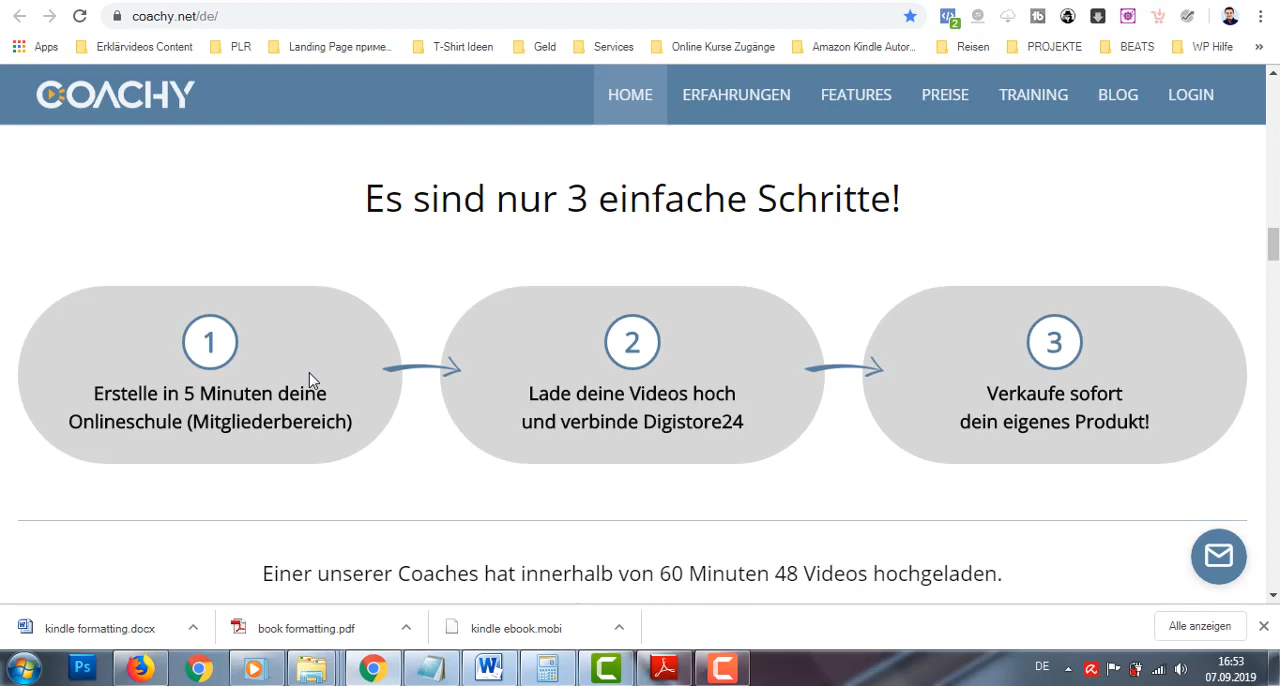 coachy.net/de/
2
Apps Erklärvideos Content PLR Landing Page приме... T-Shirt Ideen Geld Services Online Kurse Zugänge Amazon Kindle Autor... Reisen PROJEKTE BEATS WP Hilfe »
COACHY HOME ERFAHRUNGEN FEATURES PREISE TRAINING BLOG LOGIN
Es sind nur 3 einfache Schritte!
1
Erstelle in 5 Minuten deine
Onlineschule (Mitgliederbereich)
2
Lade deine Videos hoch
und verbinde Digistore24
3
Verkaufe sofort
dein eigenes Produkt!
Einer unserer Coaches hat innerhalb von 60 Minuten 48 Videos hochgeladen.
kindle formatting.docx book formatting.pdf kindle ebook.mobi Alle anzeigen
Ps W C C DE 16:53
07.09.2019